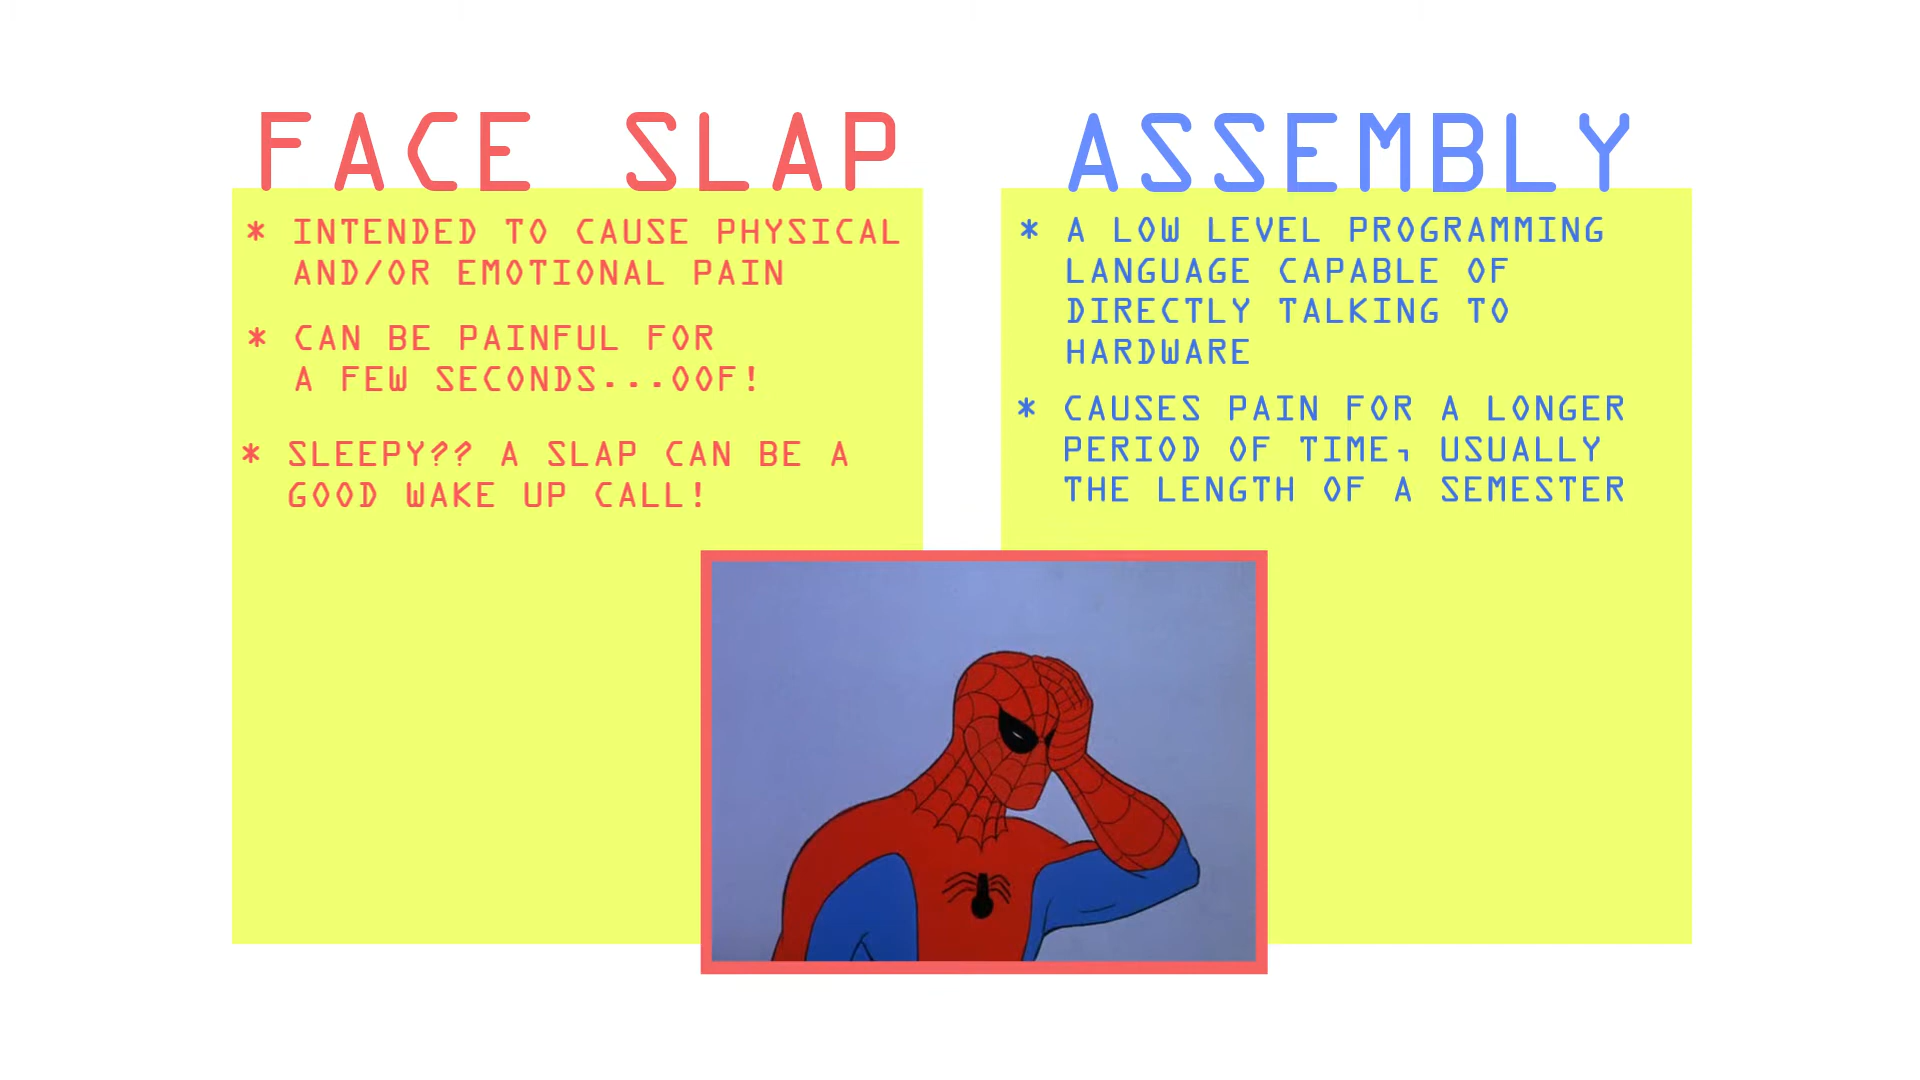 FACE SLAP
* INTENDED TO CAUSE PHYSICAL
AND/OR EMOTIONAL PAIN
* CAN BE PAINFUL FOR
A FEW SECONDS...OOF!
* SLEEPY?? A SLAP CAN BE A
GOOD WAKE UP CALL!
ASSEMBLY
* A LOW LEVEL PROGRAMMING
LANGUAGE CAPABLE OF
DIRECTLY TALKING TO
HARDWARE
* CAUSES PAIN FOR A LONGER
PERIOD OF TIME, USUALLY
THE LENGTH OF A SEMESTER